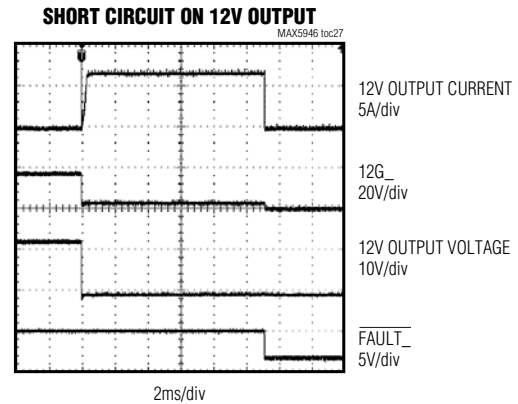 SHORT CIRCUIT ON 12V OUTPUT
MAX5946 toc27
12V OUTPUT CURRENT
5A/div
12G_
20V/div
12V OUTPUT VOLTAGE
10V/div
FAULT_
5V/div
2ms/div